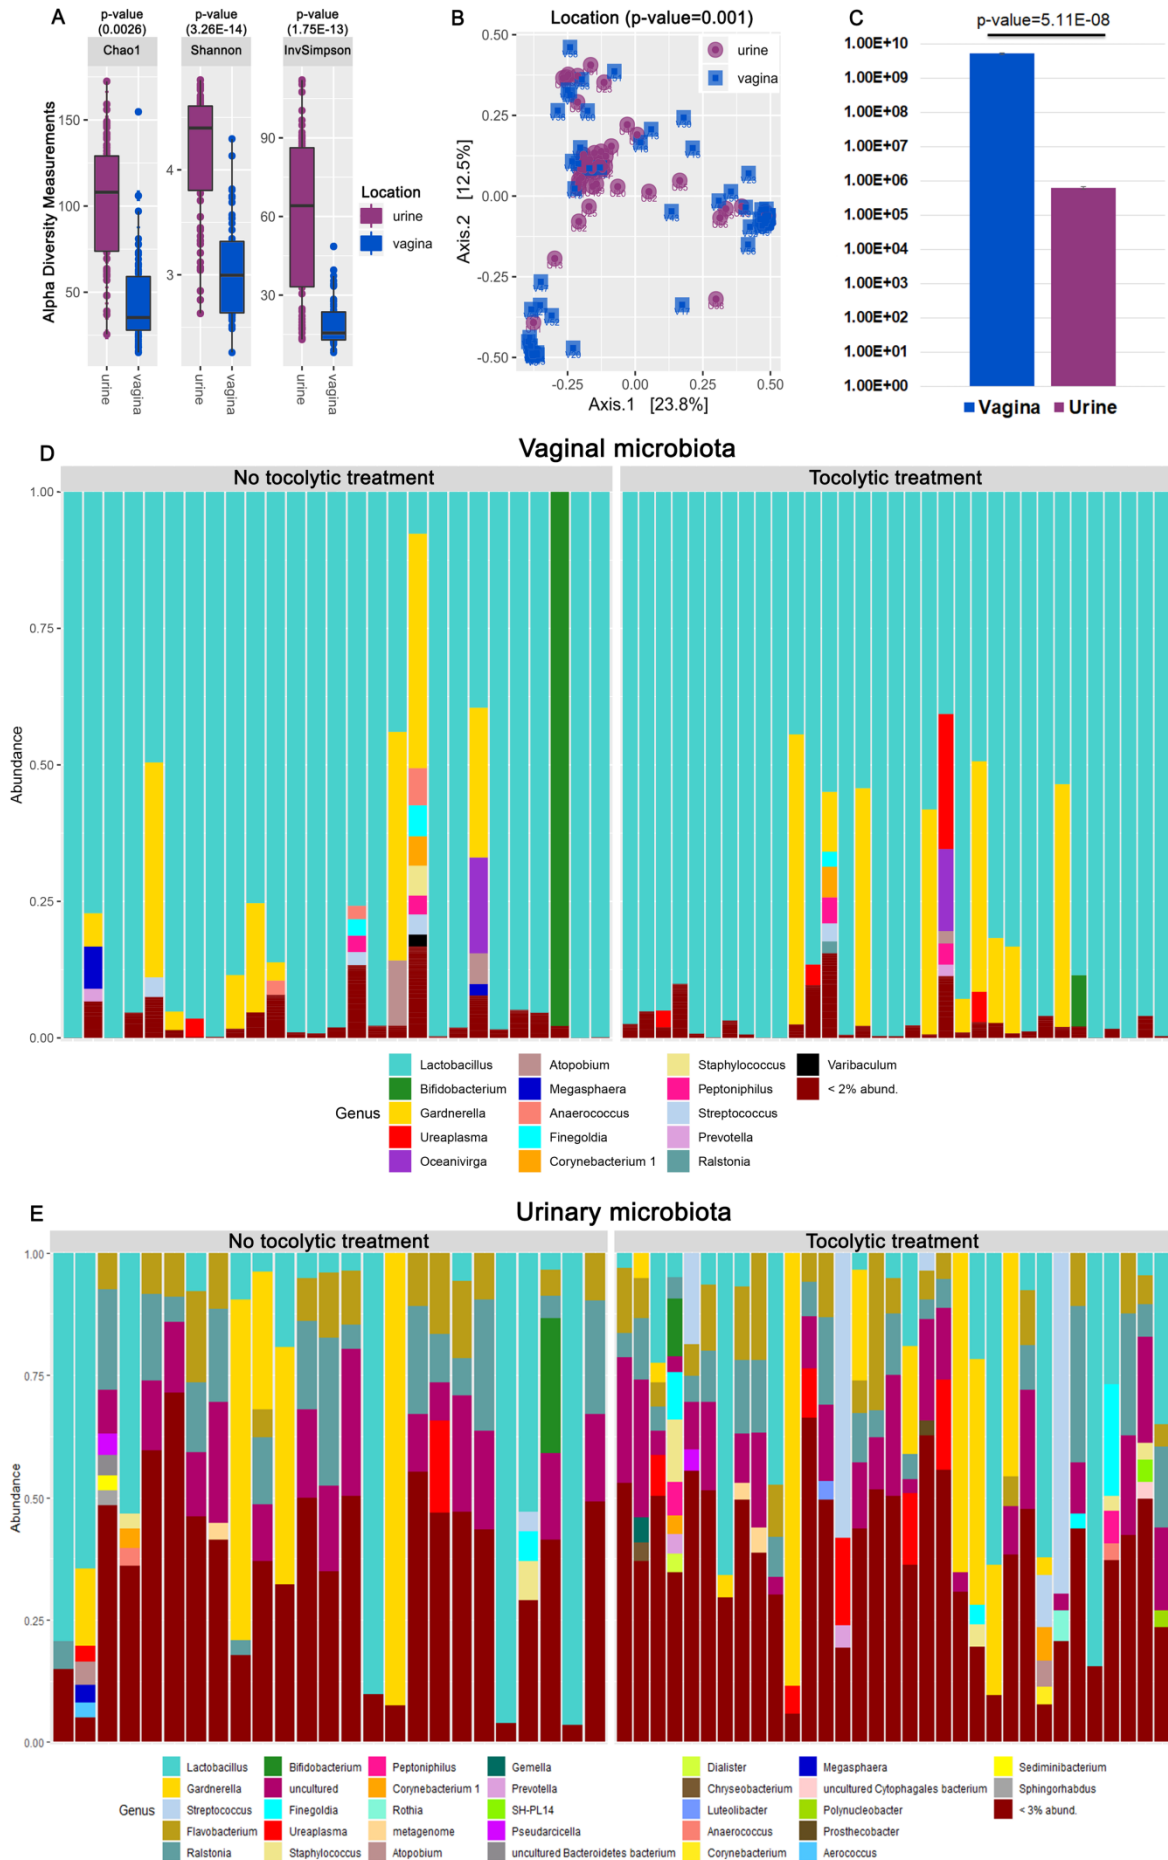 A
p-value
(0.0026)
p-value
(3.26E-14)
p-value
(1.75E-13)
Chao1
Shannon
InvSimpson
Alpha Diversity Measurements
150
100
50
4
3
90
60
30
urine
vagina
urine
vagina
urine
vagina
Location
urine
vagina
B
Location (p-value=0.001)
urine
vagina
Axis.2 [12.5%]
0.50
0.25
0.00
-0.25
-0.50
-0.25
0.00
0.25
0.50
Axis.1 [23.8%]
C
p-value=5.11E-08
1.00E+10
1.00E+09
1.00E+08
1.00E+07
1.00E+06
1.00E+05
1.00E+04
1.00E+03
1.00E+02
1.00E+01
1.00E+00
Vagina
Urine
D
Vaginal microbiota
No tocolytic treatment
Tocolytic treatment
Abundance
1.00
0.75
0.50
0.25
0.00
Genus
Lactobacillus
Bifidobacterium
Gardnerella
Ureaplasma
Oceanivirga
Atopobium
Megasphaera
Anaerococcus
Finegoldia
Corynebacterium 1
Staphylococcus
Peptoniphilus
Streptococcus
Prevotella
Ralstonia
Varibaculum
< 2% abund.
E
Urinary microbiota
No tocolytic treatment
Tocolytic treatment
Abundance
1.00
0.75
0.50
0.25
0.00
Genus
Lactobacillus
Gardnerella
Streptococcus
Flavobacterium
Ralstonia
Bifidobacterium
uncultured
Finegoldia
Ureaplasma
Staphylococcus
Peptoniphilus
Corynebacterium 1
Rothia
metagenome
Atopobium
Gemella
Prevotella
SH-PL14
Pseudarcicella
uncultured Bacteroidetes bacterium
Dialister
Chryseobacterium
Luteolibacter
Anaerococcus
Corynebacterium
Megasphaera
uncultured Cytophagales bacterium
Polynucleobacter
Prosthecobacter
Aerococcus
Sediminibacterium
Sphingorhabdus
< 3% abund.